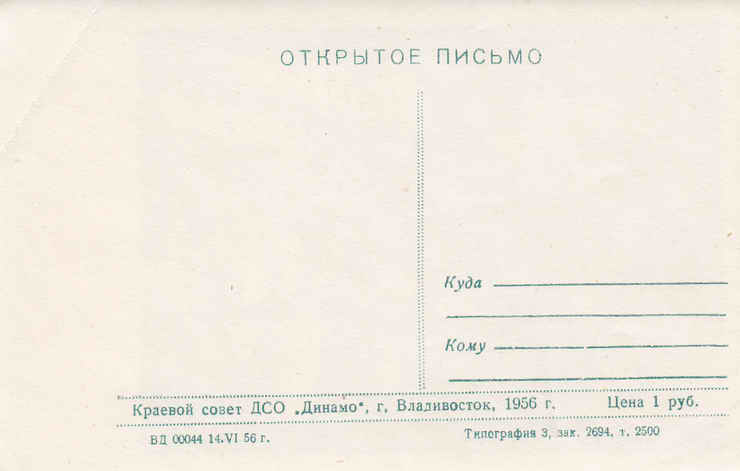 ОТКРЫТОЕ ПИСЬМО
Куда
Кому
Краевой совет ДСО „Динамо“, г. Владивосток, 1956 г. Цена 1 руб.
ВД 00044 14.VI 56 г. Типография 3, зак. 2694, т. 2500